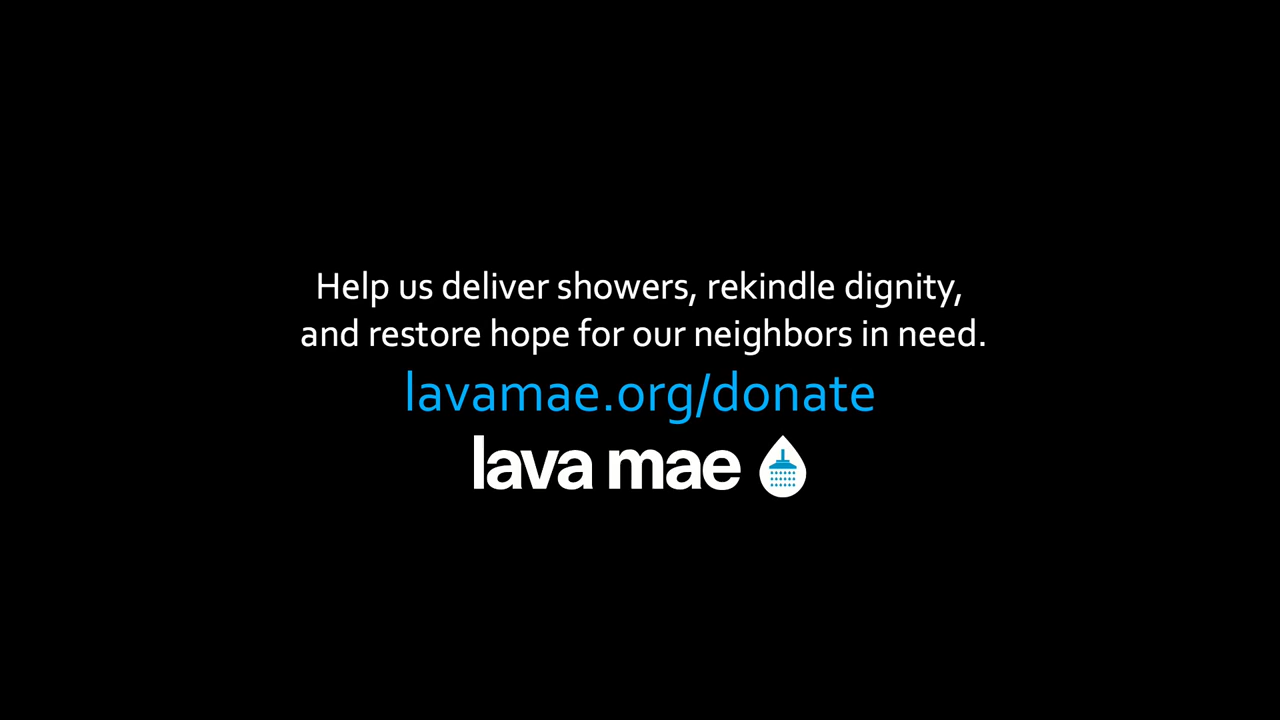 Help us deliver showers, rekindle dignity,
and restore hope for our neighbors in need.
lavamae.org/donate
lava mae